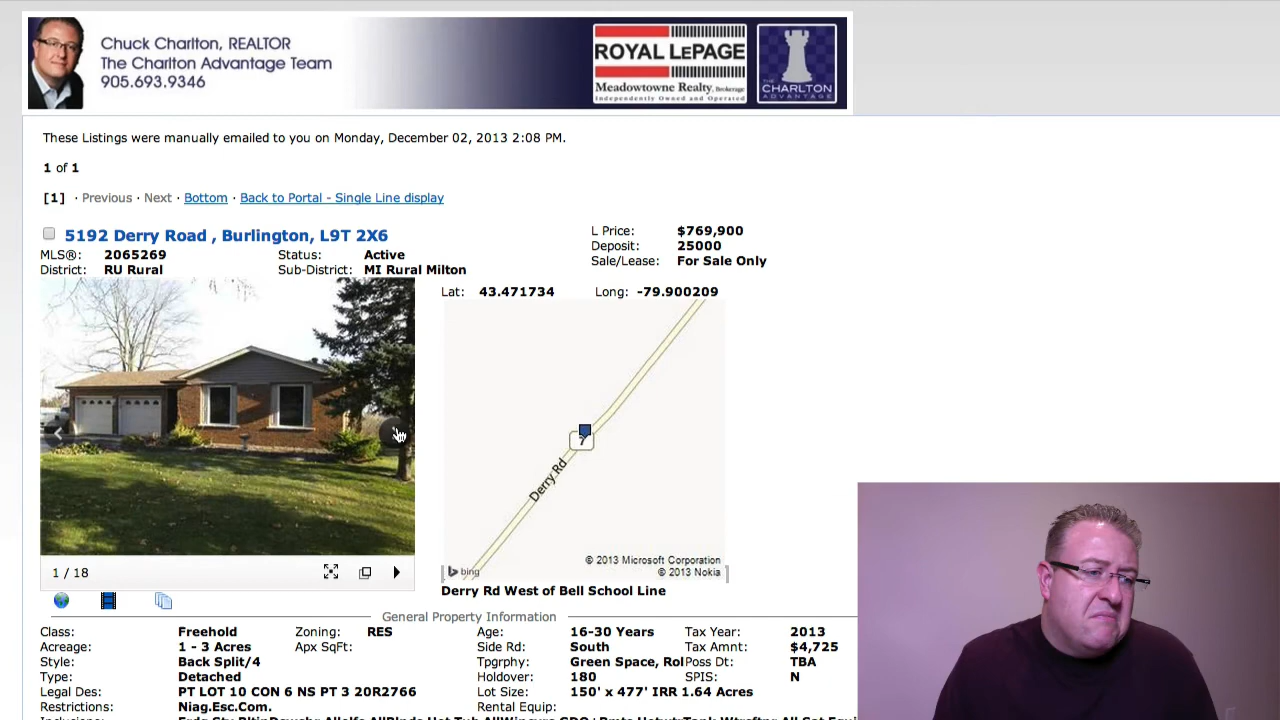 Chuck Charlton, REALTOR
The Charlton Advantage Team
905.693.9346
ROYAL LEPAGE
Meadowtowne Realty, Brokerage
Independently Owned and Operated
THE CHARLTON ADVANTAGE
These Listings were manually emailed to you on Monday, December 02, 2013 2:08 PM.
1 of 1
[1] · Previous · Next · Bottom · Back to Portal - Single Line display
5192 Derry Road , Burlington, L9T 2X6
L Price: $769,900
Deposit: 25000
Sale/Lease: For Sale Only
MLS®: 2065269 Status: Active
District: RU Rural Sub-District: MI Rural Milton
Lat: 43.471734 Long: -79.900209
7
Derry Rd
© 2013 Microsoft Corporation
© 2013 Nokia
bing
1 / 18
Derry Rd West of Bell School Line
General Property Information
Class: Freehold Zoning: RES Age: 16-30 Years Tax Year: 2013
Acreage: 1 - 3 Acres Apx SqFt: Side Rd: South Tax Amnt: $4,725
Style: Back Split/4 Tpgrphy: Green Space, Rol Poss Dt: TBA
Type: Detached Holdover: 180 SPIS: N
Legal Des: PT LOT 10 CON 6 NS PT 3 20R2766 Lot Size: 150' x 477' IRR 1.64 Acres
Restrictions: Niag.Esc.Com. Rental Equip: